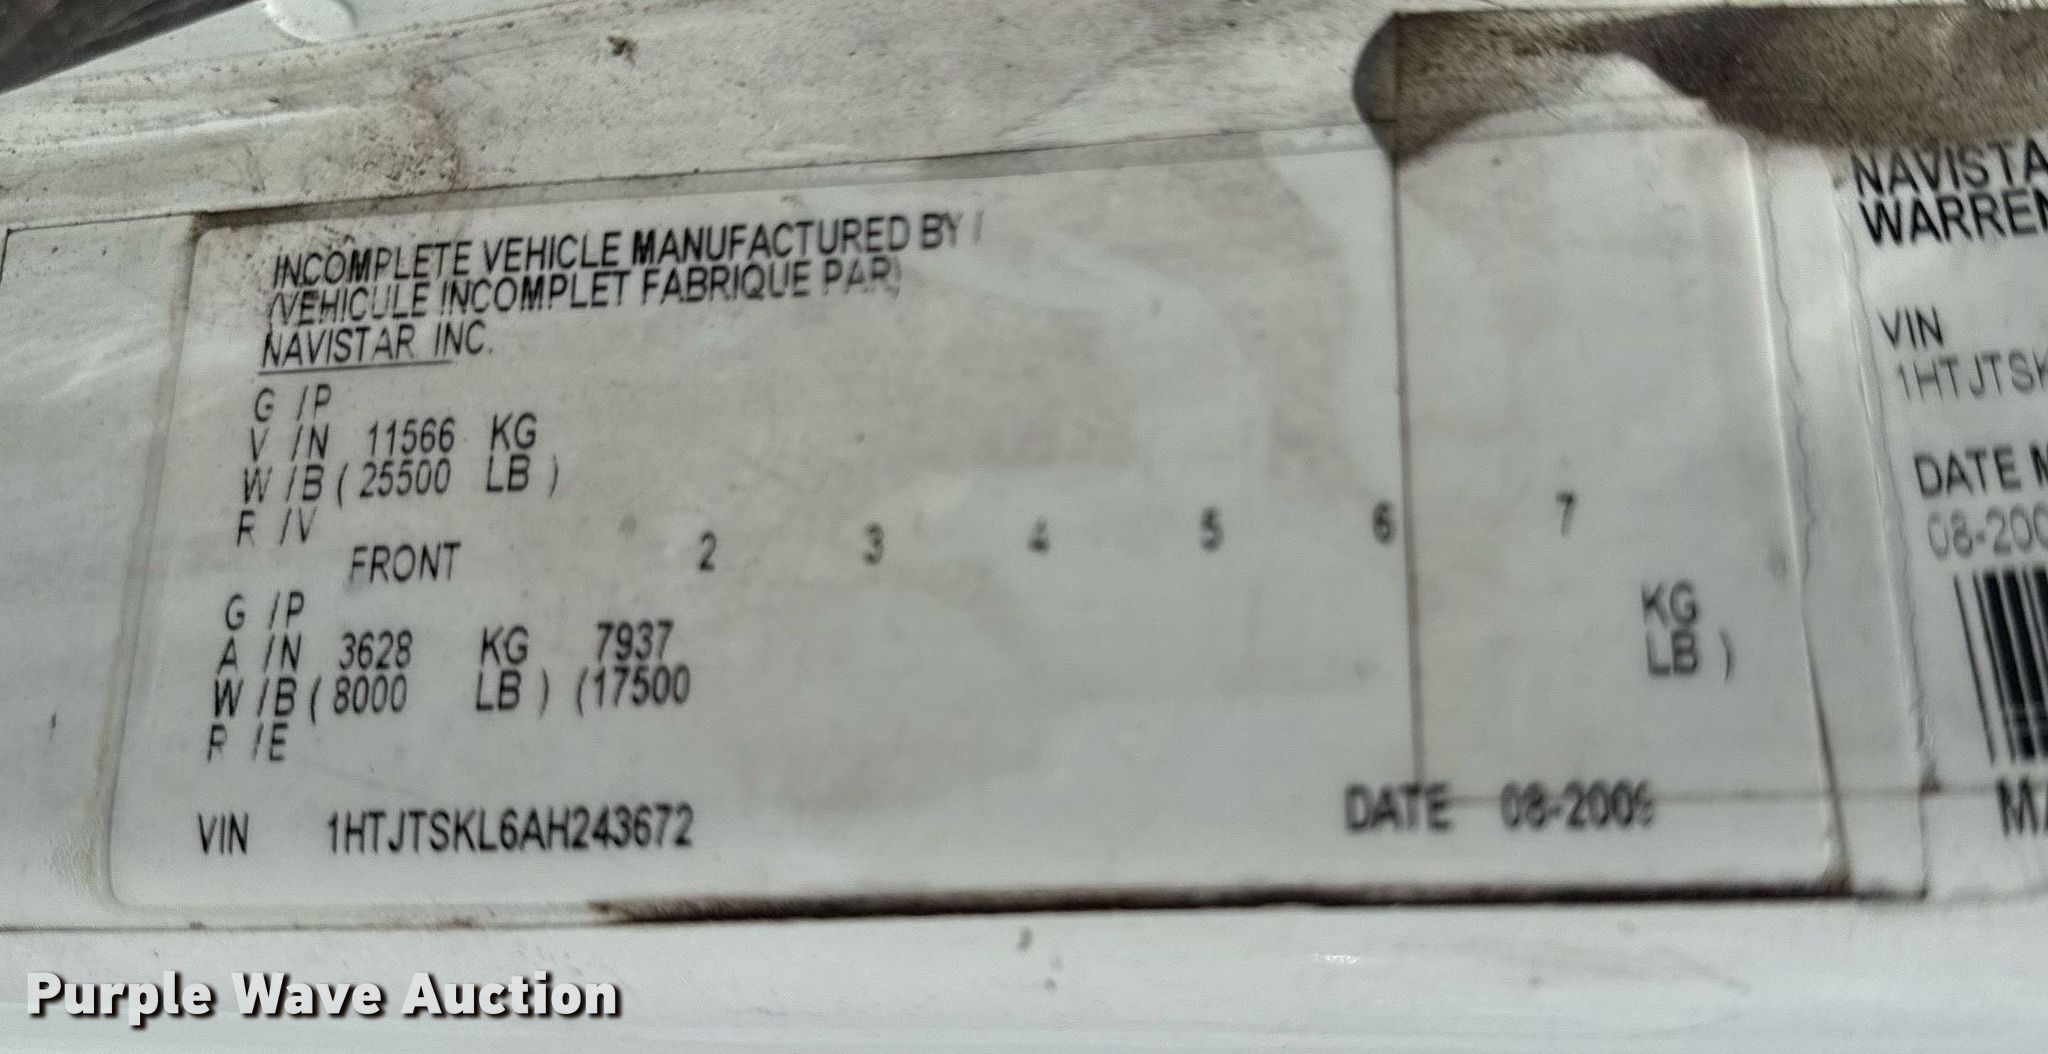 INCOMPLETE VEHICLE MANUFACTURED BY /
(VEHICULE INCOMPLET FABRIQUE PAR)
NAVISTAR INC.
G /P
V /N 11566 KG
W /B ( 25500 LB )
R /V
FRONT 2 3 4 5 6 7
G /P
A /N 3628 KG 7937 KG
W /B ( 8000 LB ) (17500 LB )
R /E
VIN 1HTJTSKL6AH243672 DATE 08-2009
NAVISTA
WARREN
VIN
1HTJTSK
DATE M
08-200
MA
Purple Wave Auction